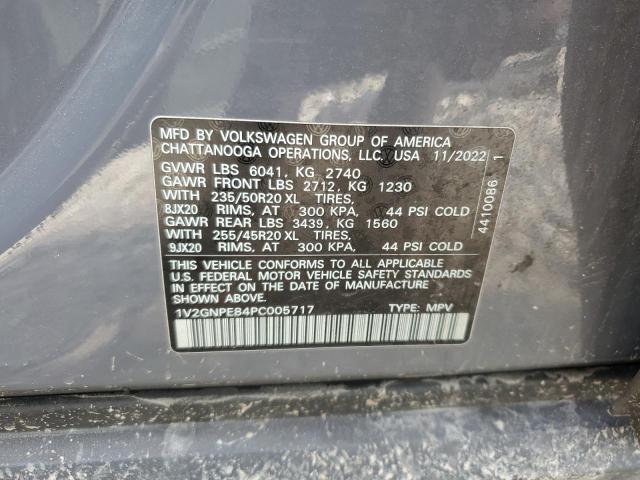 MFD BY VOLKSWAGEN GROUP OF AMERICA
CHATTANOOGA OPERATIONS, LLC, USA 11/2022
GVWR LBS 6041, KG 2740
GAWR FRONT LBS 2712, KG 1230
WITH 235/50R20 XL TIRES,
8JX20 RIMS, AT 300 KPA, 44 PSI COLD
GAWR REAR LBS 3439, KG 1560
WITH 255/45R20 XL TIRES,
9JX20 RIMS, AT 300 KPA, 44 PSI COLD
THIS VEHICLE CONFORMS TO ALL APPLICABLE
U.S. FEDERAL MOTOR VEHICLE SAFETY STANDARDS
IN EFFECT ON THE DATE OF MANUFACTURE
SHOWN ABOVE.
1V2GNPE84PC005717 TYPE: MPV
4410086 1